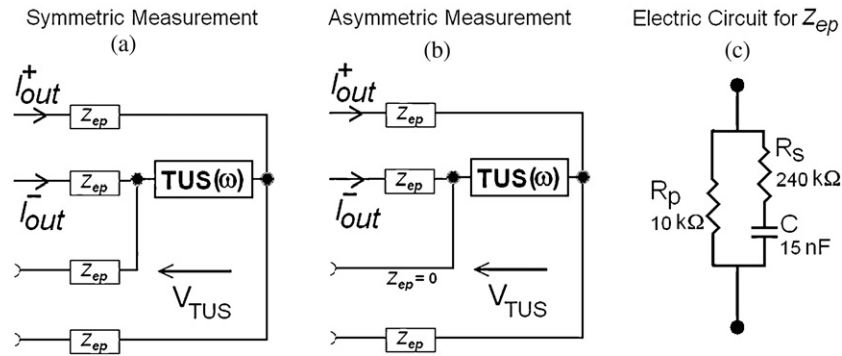 Symmetric Measurement
(a)
I+out
Zep
I-out
Zep
TUS(ω)
Zep
VTUS
Zep
Asymmetric Measurement
(b)
I+out
Zep
I-out
Zep
TUS(ω)
Zep = 0
VTUS
Zep
Electric Circuit for Zep
(c)
Rp
10 kΩ
Rs
240 kΩ
C
15 nF